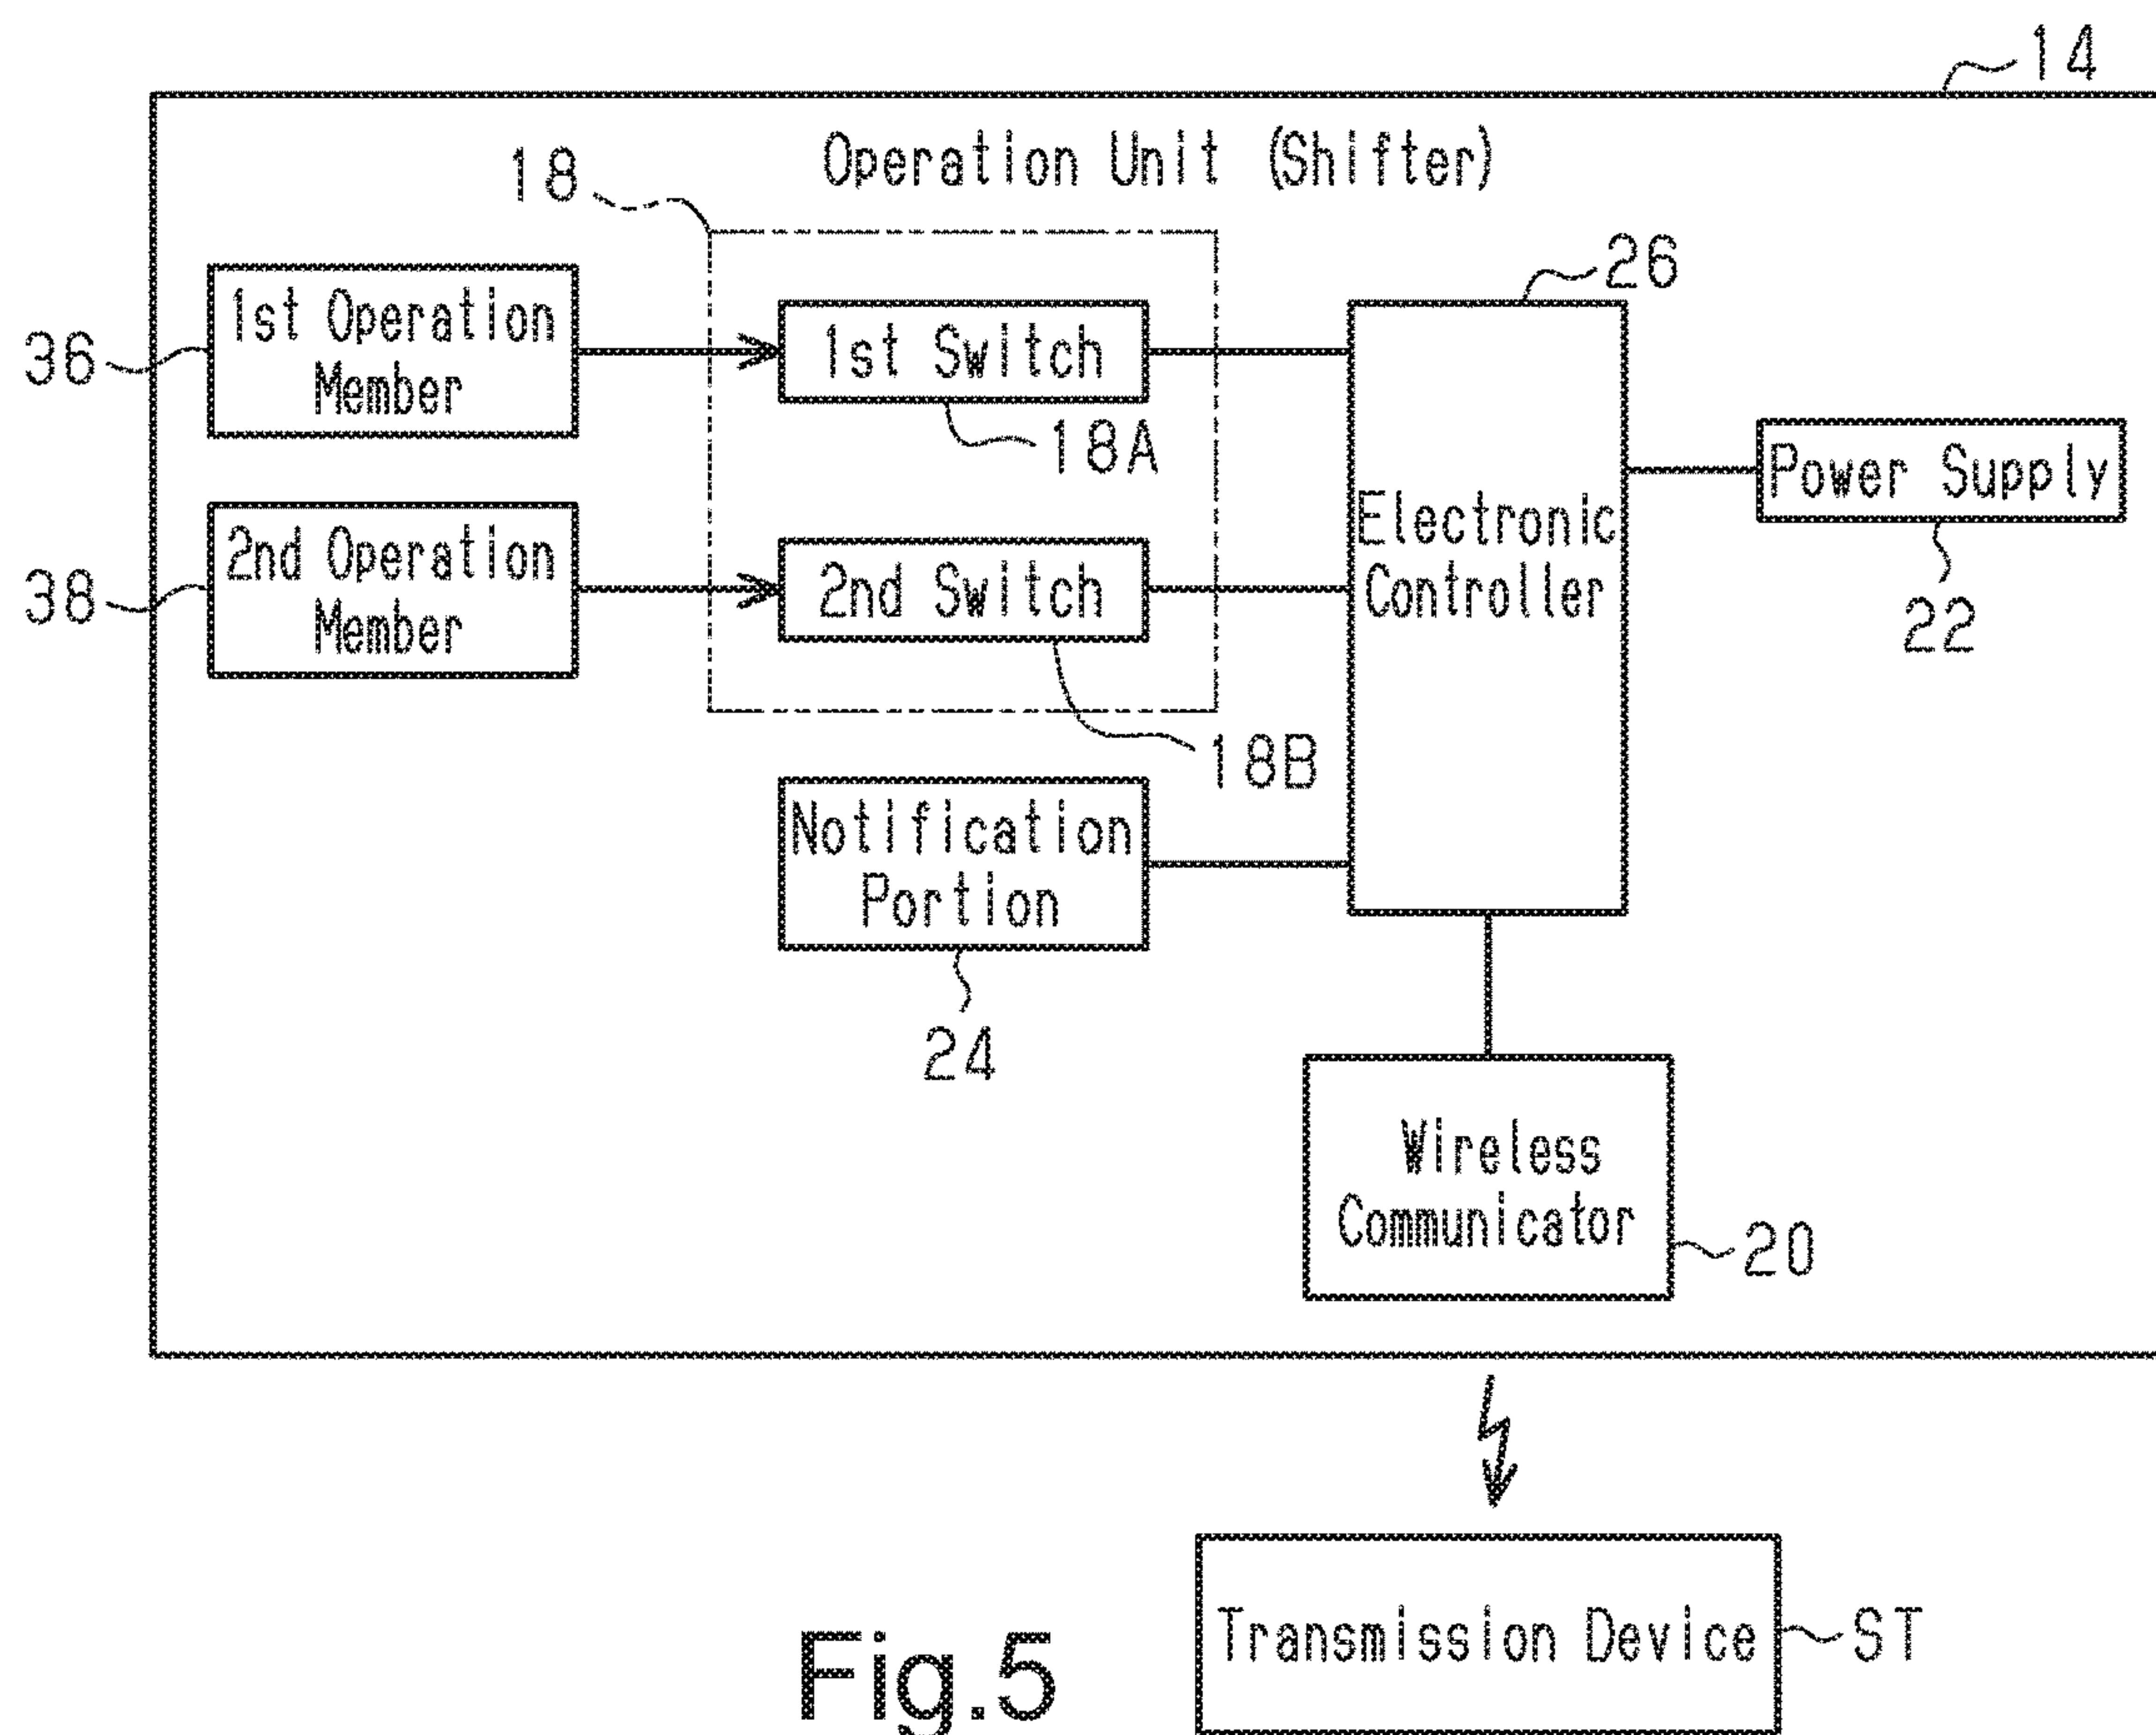 14
Operation Unit (Shifter)
18
26
1st Operation
Member
36
1st Switch
18A
Power Supply
22
Electronic
Controller
2nd Operation
Member
38
2nd Switch
18B
Notification
Portion
24
Wireless
Communicator
20
Transmission Device
ST
Fig.5